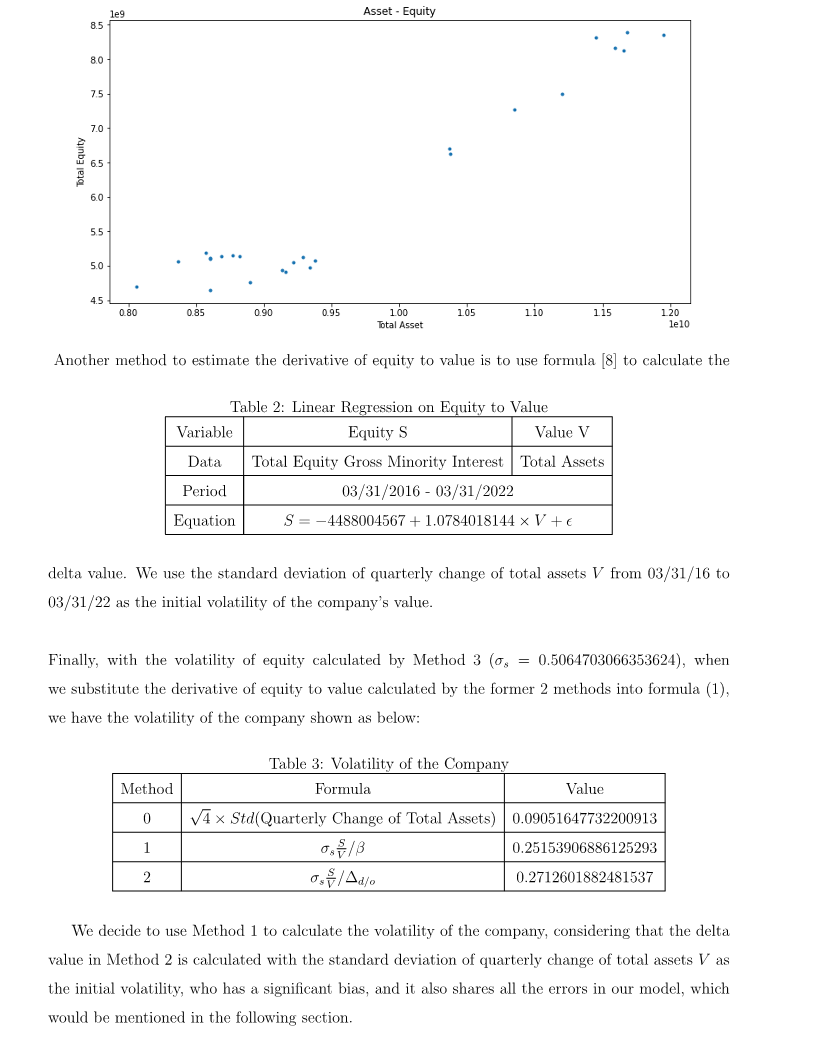 Asset - Equity
1e9
8.5
8.0
7.5
7.0
6.5
6.0
5.5
5.0
4.5
Total Equity
0.80 0.85 0.90 0.95 1.00 1.05 1.10 1.15 1.20
Total Asset
1e10
Another method to estimate the derivative of equity to value is to use formula [8] to calculate the
Table 2: Linear Regression on Equity to Value
Variable Equity S Value V
Data Total Equity Gross Minority Interest Total Assets
Period 03/31/2016 - 03/31/2022
Equation S = −4488004567 + 1.0784018144 × V + ϵ
delta value. We use the standard deviation of quarterly change of total assets V from 03/31/16 to
03/31/22 as the initial volatility of the company's value.
Finally, with the volatility of equity calculated by Method 3 (σs = 0.5064703066353624), when
we substitute the derivative of equity to value calculated by the former 2 methods into formula (1),
we have the volatility of the company shown as below:
Table 3: Volatility of the Company
Method Formula Value
0 √4 × Std(Quarterly Change of Total Assets) 0.09051647732200913
1 σs S/V /β 0.25153906886125293
2 σs S/V /Δd/o 0.2712601882481537
We decide to use Method 1 to calculate the volatility of the company, considering that the delta
value in Method 2 is calculated with the standard deviation of quarterly change of total assets V as
the initial volatility, who has a significant bias, and it also shares all the errors in our model, which
would be mentioned in the following section.